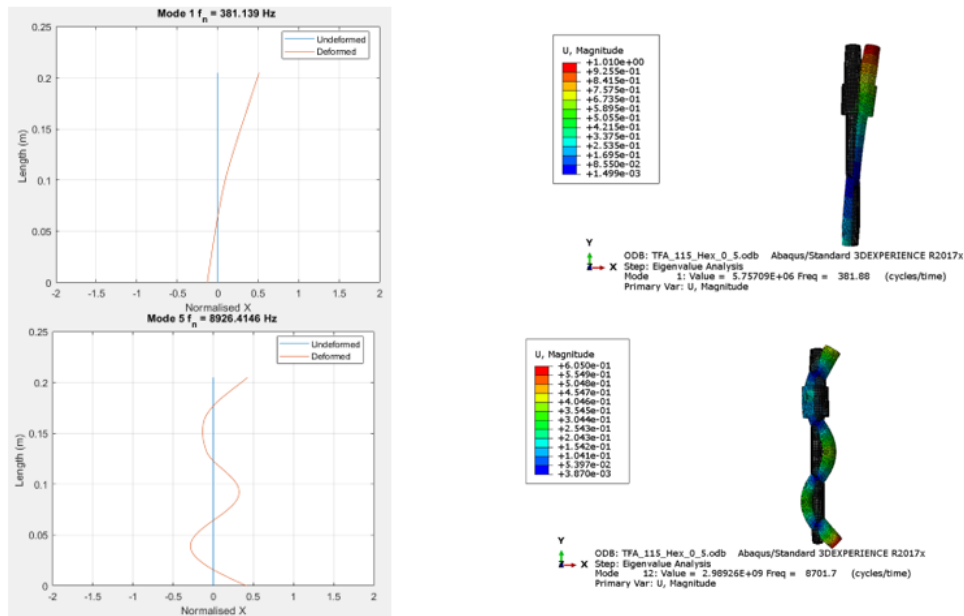 Mode 1 fn = 381.139 Hz
0.25
0.2
0.15
0.1
0.05
0
Length (m)
Undeformed
Deformed
-2 -1.5 -1 -0.5 0 0.5 1 1.5 2
Normalised X
U, Magnitude
+1.010e+00
+9.255e-01
+8.415e-01
+7.575e-01
+6.735e-01
+5.895e-01
+5.055e-01
+4.215e-01
+3.375e-01
+2.535e-01
+1.695e-01
+8.550e-02
+1.499e-03
Y
Z X
ODB: TFA_115_Hex_0_5.odb Abaqus/Standard 3DEXPERIENCE R2017x
Step: Eigenvalue Analysis
Mode 1: Value = 5.75709E+06 Freq = 381.88 (cycles/time)
Primary Var: U, Magnitude
Mode 5 fn = 8926.4146 Hz
0.25
0.2
0.15
0.1
0.05
0
Length (m)
Undeformed
Deformed
-2 -1.5 -1 -0.5 0 0.5 1 1.5 2
Normalised X
U, Magnitude
+6.050e-01
+5.549e-01
+5.048e-01
+4.547e-01
+4.046e-01
+3.545e-01
+3.044e-01
+2.543e-01
+2.043e-01
+1.542e-01
+1.041e-01
+5.397e-02
+3.870e-03
Y
Z X
ODB: TFA_115_Hex_0_5.odb Abaqus/Standard 3DEXPERIENCE R2017x
Step: Eigenvalue Analysis
Mode 12: Value = 2.98926E+09 Freq = 8701.7 (cycles/time)
Primary Var: U, Magnitude